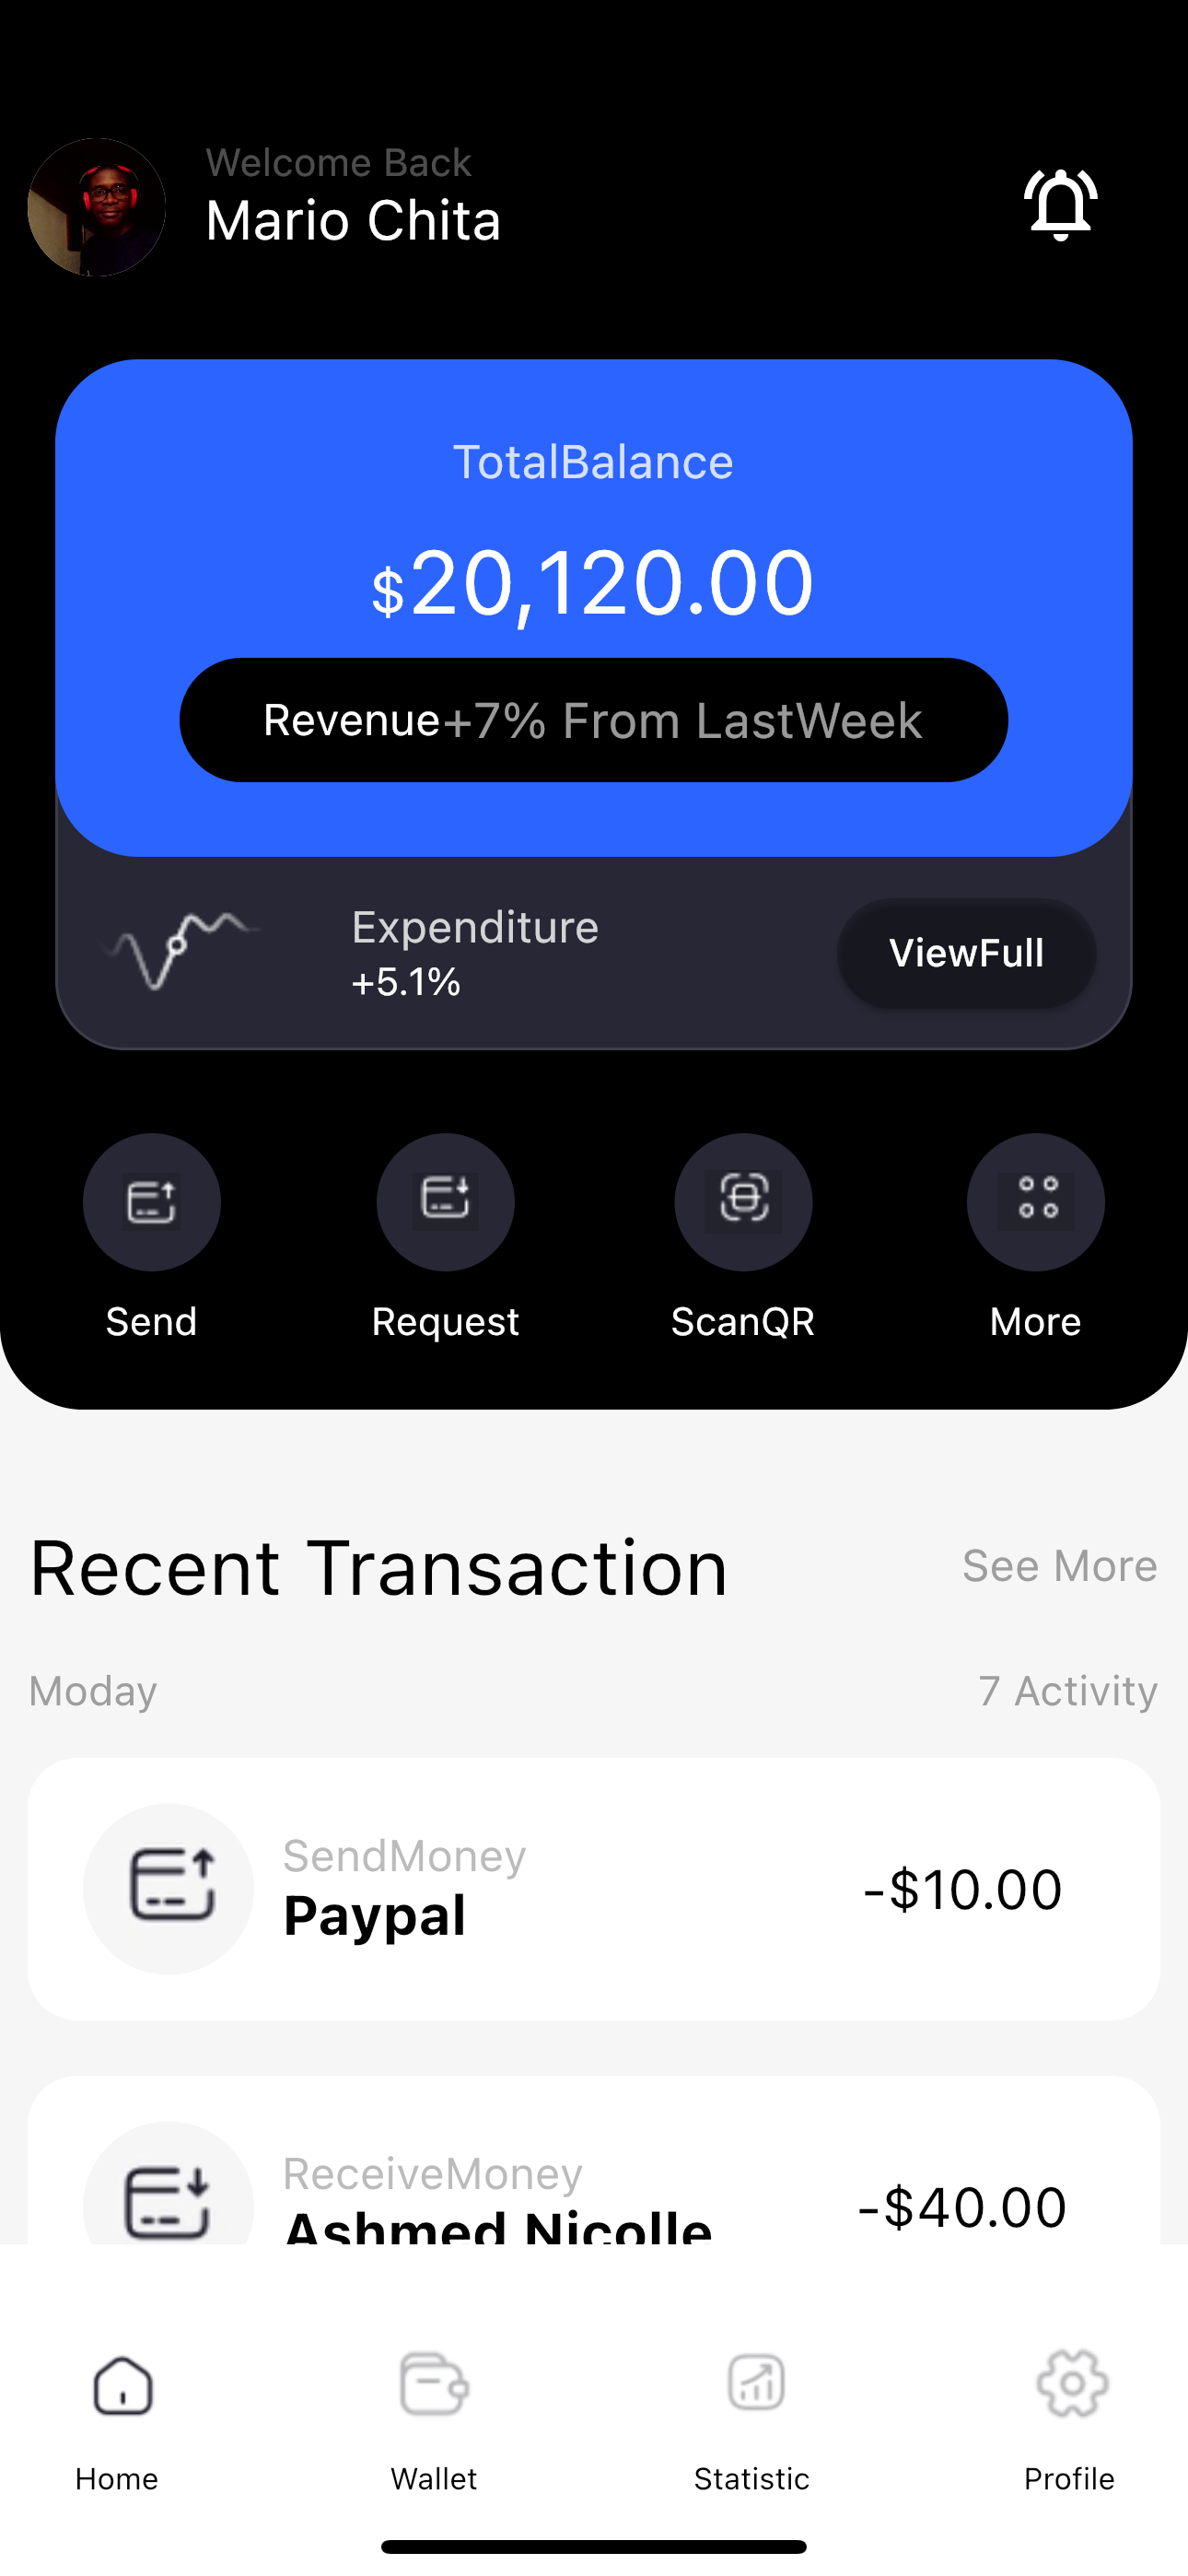 Welcome Back
Mario Chita
TotalBalance
$20,120.00
Revenue+7% From LastWeek
Expenditure
+5.1%
ViewFull
Send Request ScanQR More
Recent Transaction See More
Moday 7 Activity
SendMoney
Paypal -$10.00
ReceiveMoney
Ashmed Nicolle -$40.00
Home Wallet Statistic Profile